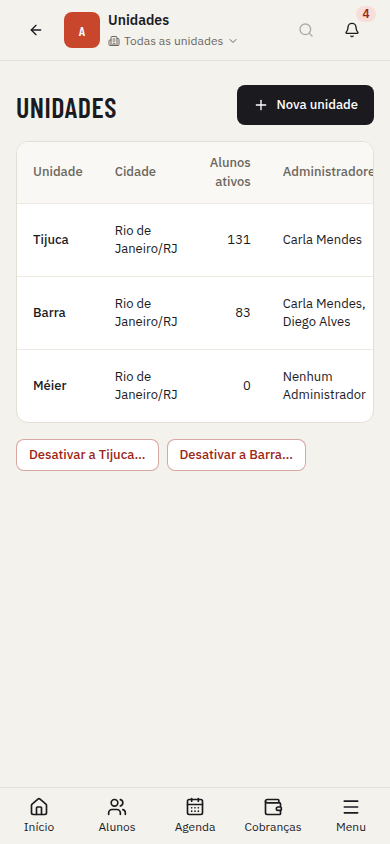 A
Unidades
Todas as unidades
4
UNIDADES
Nova unidade
Unidade Cidade Alunos ativos Administradore
Tijuca Rio de Janeiro/RJ 131 Carla Mendes
Barra Rio de Janeiro/RJ 83 Carla Mendes, Diego Alves
Méier Rio de Janeiro/RJ 0 Nenhum Administrador
Desativar a Tijuca... Desativar a Barra...
Início Alunos Agenda Cobranças Menu